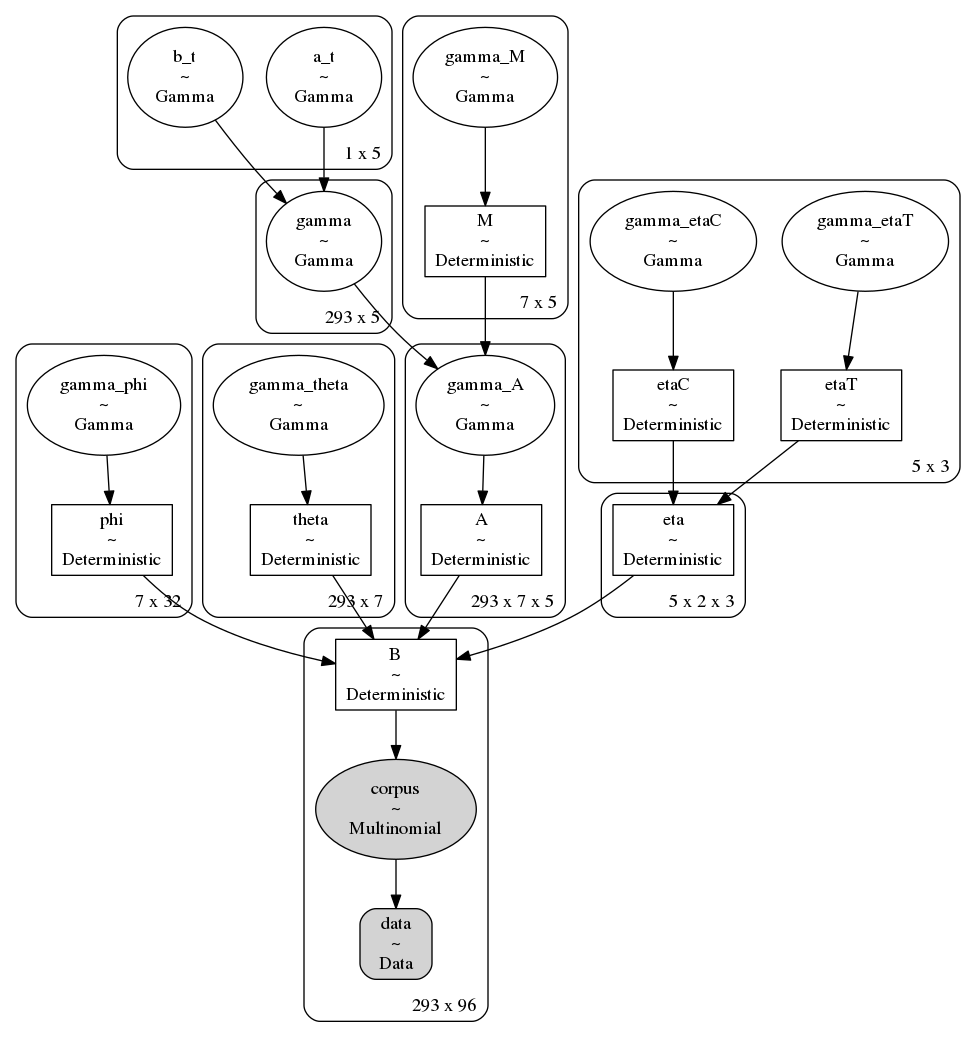 b_t
~
Gamma
a_t
~
Gamma
1 x 5
gamma_M
~
Gamma
M
~
Deterministic
7 x 5
gamma
~
Gamma
293 x 5
gamma_etaC
~
Gamma
gamma_etaT
~
Gamma
etaC
~
Deterministic
etaT
~
Deterministic
5 x 3
gamma_phi
~
Gamma
phi
~
Deterministic
7 x 32
gamma_theta
~
Gamma
theta
~
Deterministic
293 x 7
gamma_A
~
Gamma
A
~
Deterministic
293 x 7 x 5
eta
~
Deterministic
5 x 2 x 3
B
~
Deterministic
corpus
~
Multinomial
data
~
Data
293 x 96